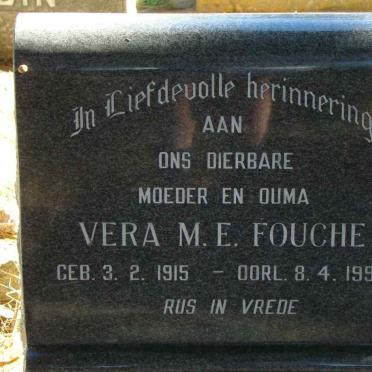 In Liefdevolle herinnering
AAN
ONS DIERBARE
MOEDER EN OUMA
VERA M. E. FOUCHE
GEB. 3. 2. 1915 – OORL. 8. 4. 199
RUS IN VREDE